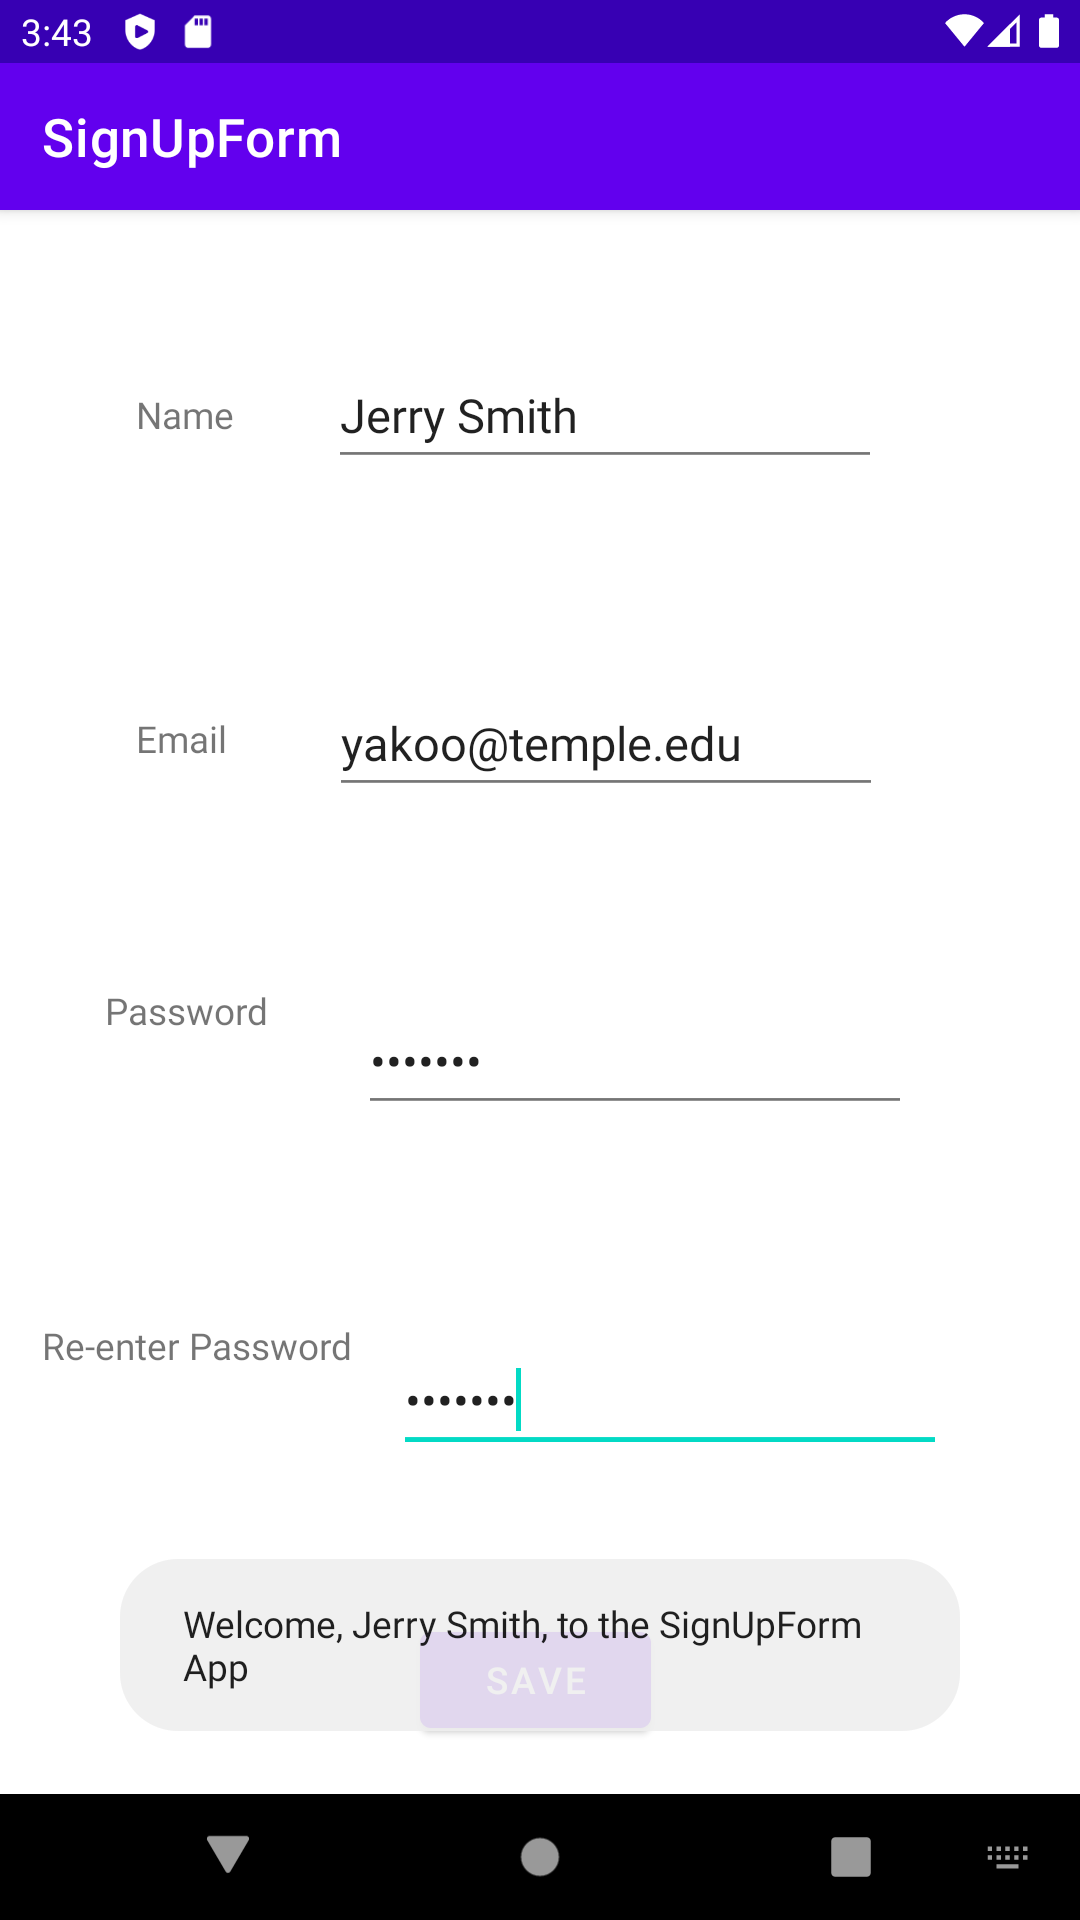 3:43
SignUpForm
Name
Jerry Smith
Email
yakoo@temple.edu
Password
•••••••
Re-enter Password
•••••••
Welcome, Jerry Smith, to the SignUpForm
App
SAVE